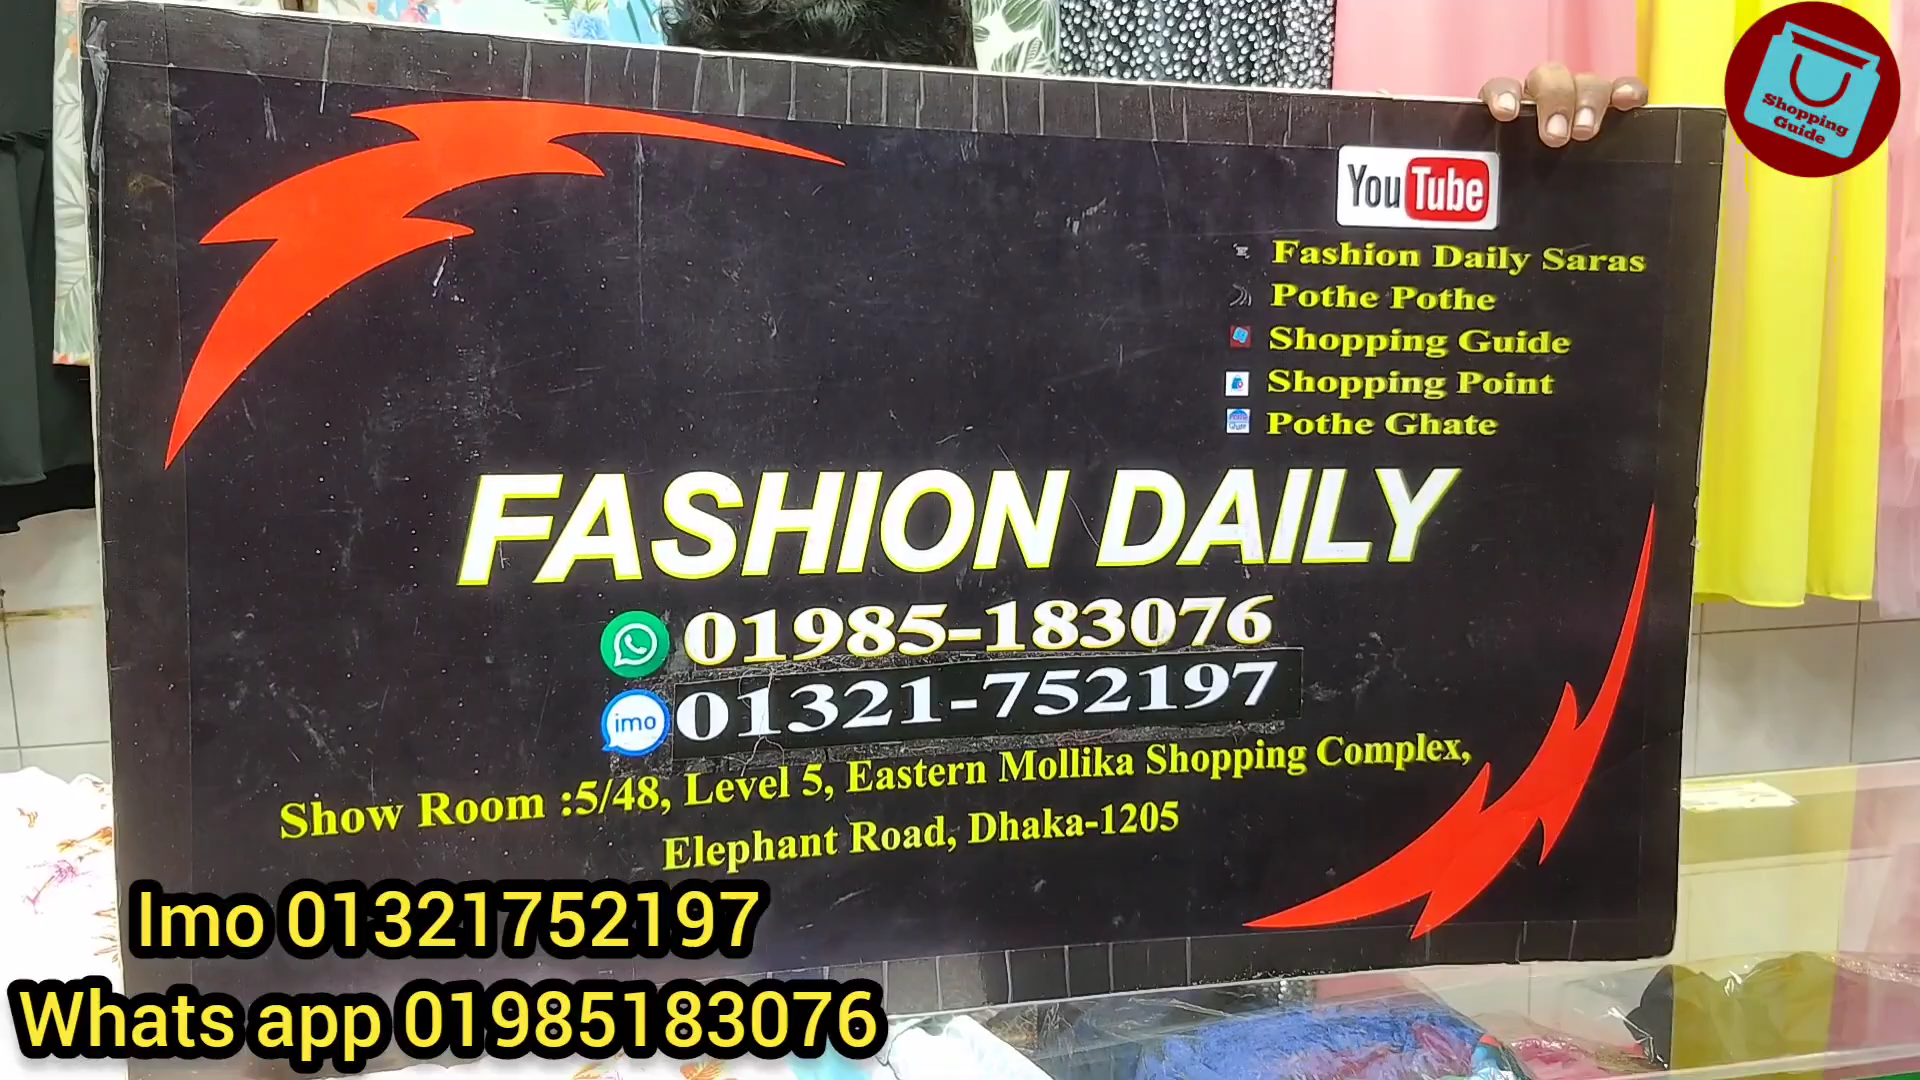 Shopping
Guide
YouTube
Fashion Daily Saras
Pothe Pothe
Shopping Guide
Shopping Point
Pothe Ghate
FASHION DAILY
01985-183076
imo 01321-752197
Show Room :5/48, Level 5, Eastern Mollika Shopping Complex,
Elephant Road, Dhaka-1205
Imo 01321752197
Whats app 01985183076